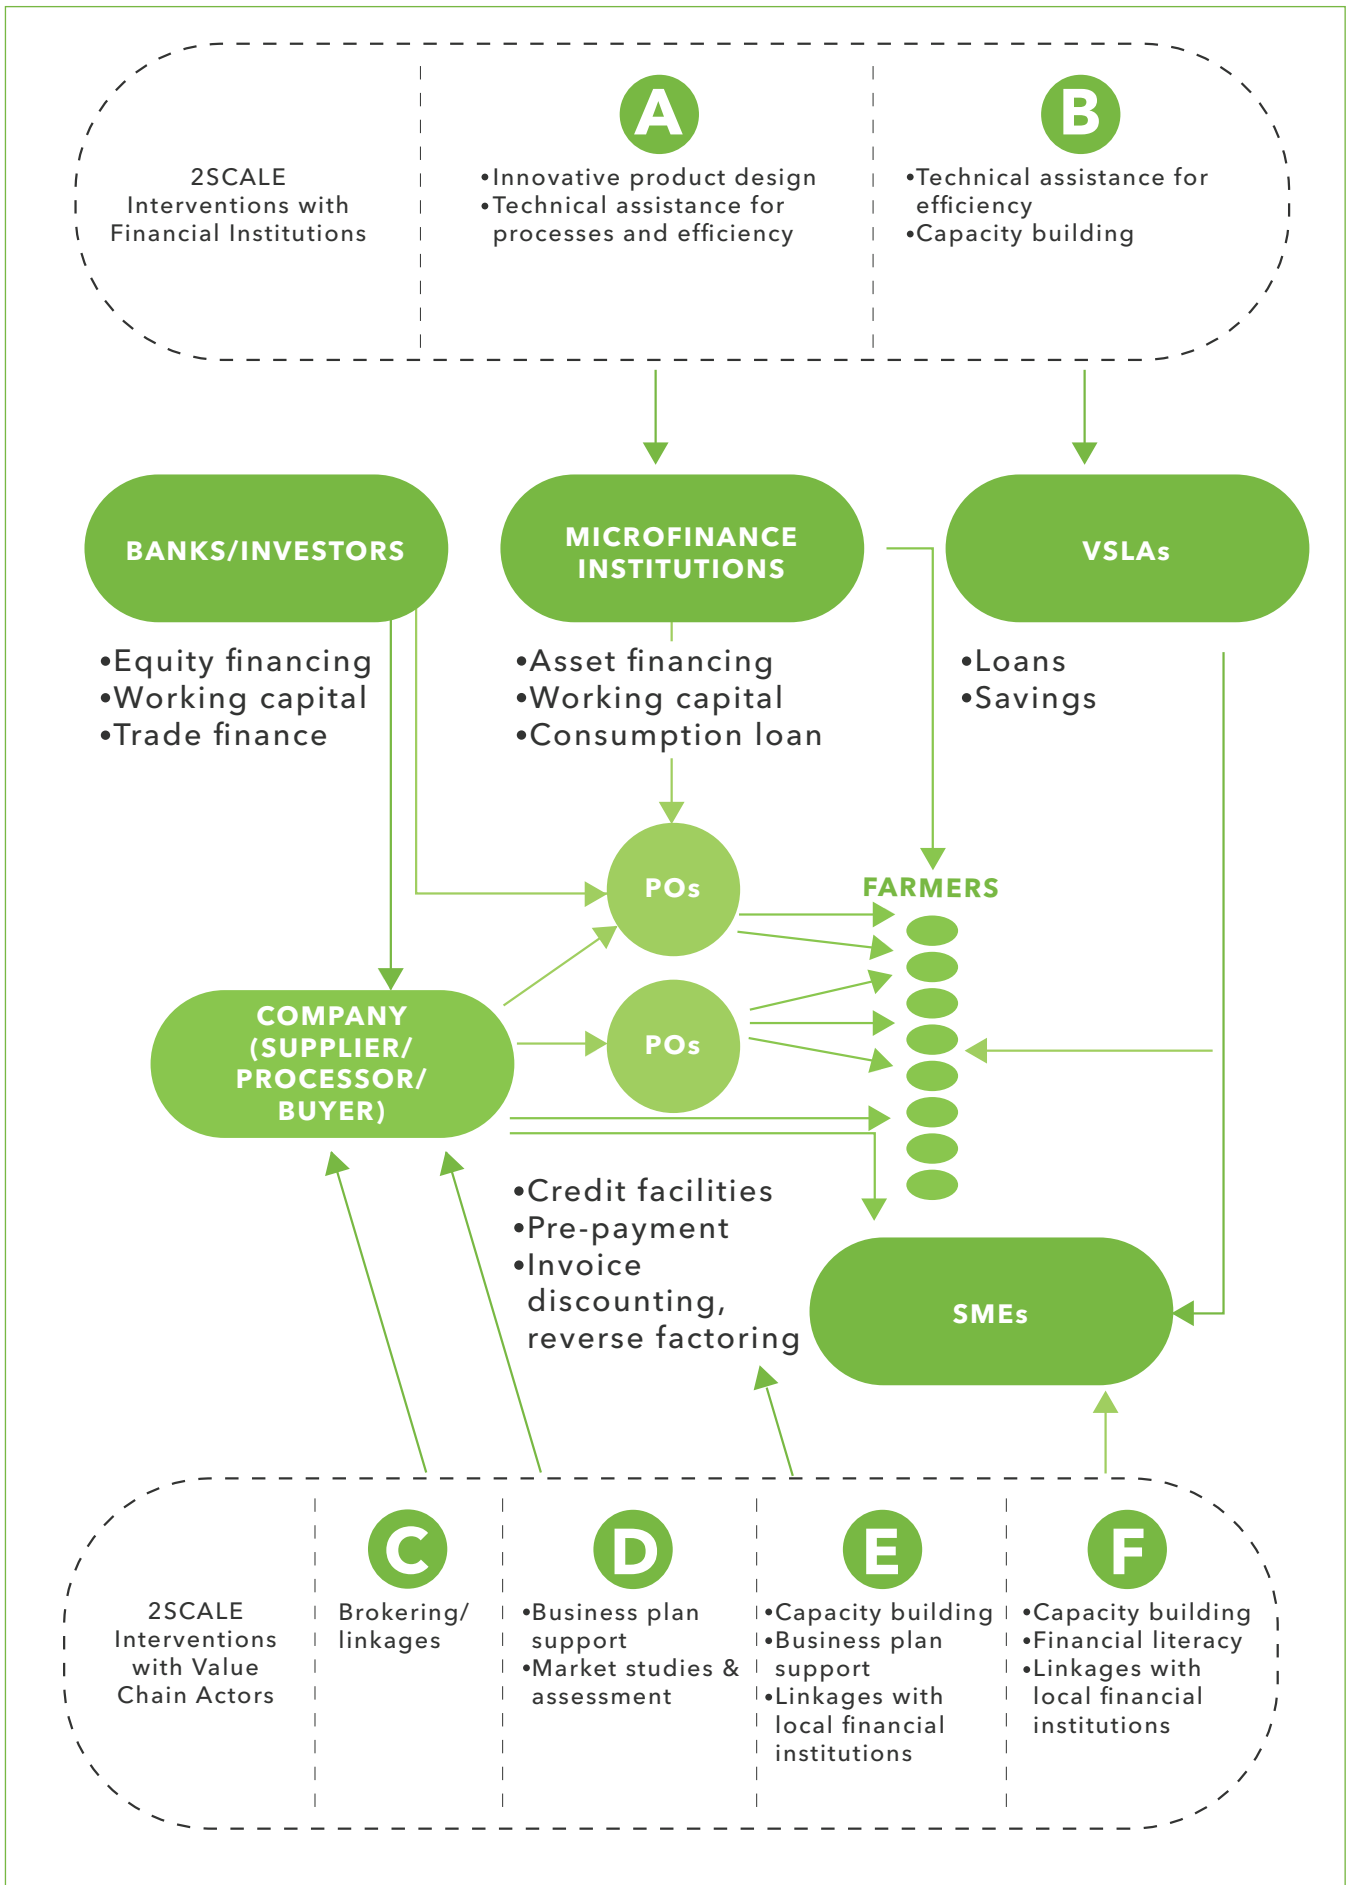 2SCALE
Interventions with
Financial Institutions
A
•Innovative product design
•Technical assistance for
processes and efficiency
B
•Technical assistance for
efficiency
•Capacity building
BANKS/INVESTORS
MICROFINANCE
INSTITUTIONS
VSLAs
•Equity financing
•Working capital
•Trade finance
•Asset financing
•Working capital
•Consumption loan
•Loans
•Savings
POs
FARMERS
POs
COMPANY
(SUPPLIER/
PROCESSOR/
BUYER)
•Credit facilities
•Pre-payment
•Invoice
discounting,
reverse factoring
SMEs
2SCALE
Interventions
with Value
Chain Actors
C
Brokering/
linkages
D
•Business plan
support
•Market studies &
assessment
E
•Capacity building
•Business plan
support
•Linkages with
local financial
institutions
F
•Capacity building
•Financial literacy
•Linkages with
local financial
institutions